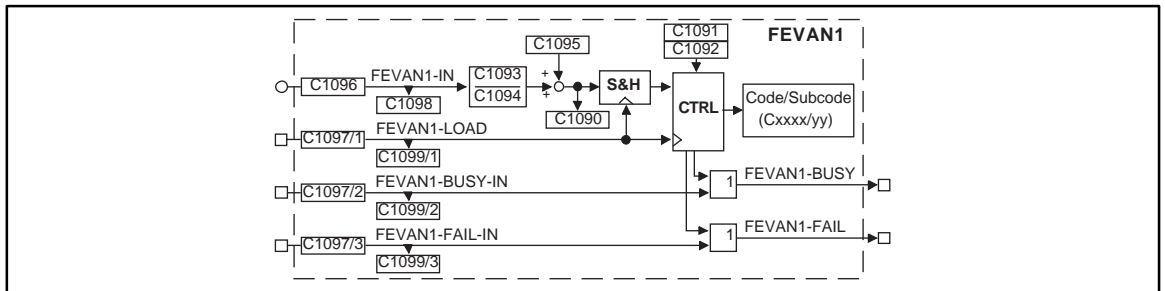 C1091
C1092
FEVAN1
C1095
C1096
FEVAN1-IN
C1093
C1094
+
+
S&H
CTRL
Code/Subcode
(Cxxxx/yy)
C1098
C1090
C1097/1
FEVAN1-LOAD
C1099/1
C1097/2
FEVAN1-BUSY-IN
C1099/2
1
FEVAN1-BUSY
C1097/3
FEVAN1-FAIL-IN
C1099/3
1
FEVAN1-FAIL